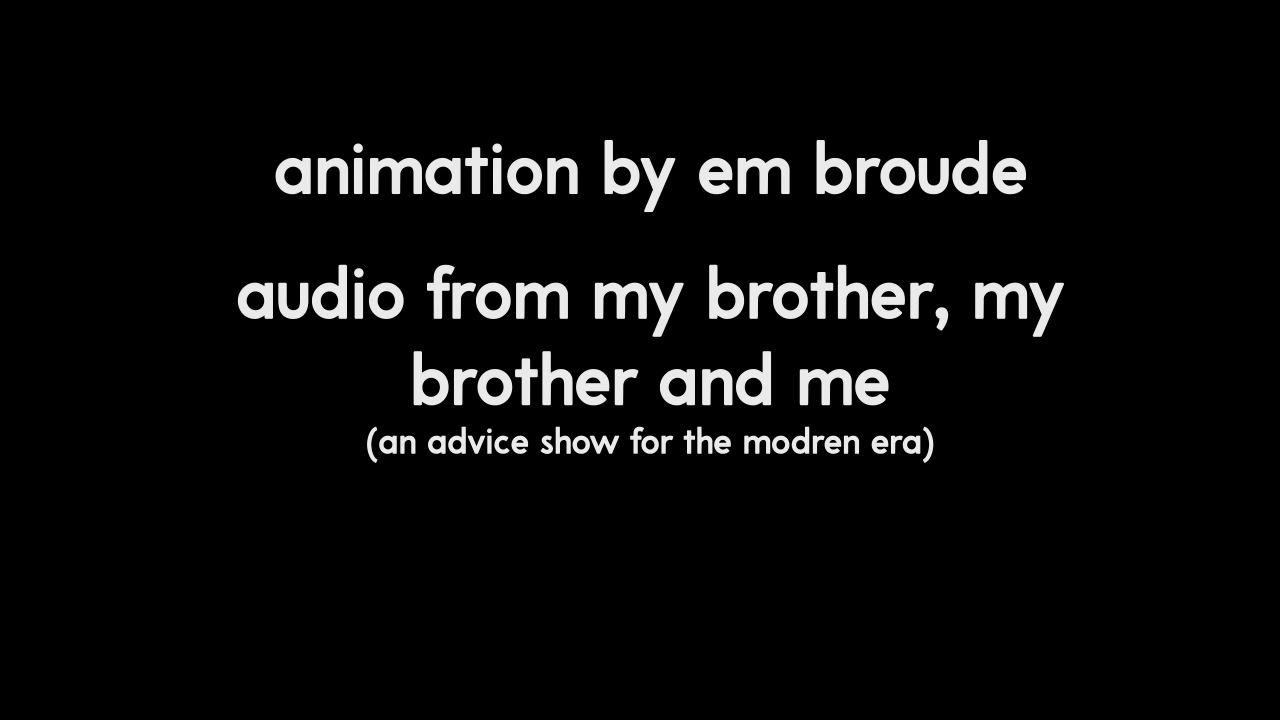 animation by em broude
audio from my brother, my
brother and me
(an advice show for the modren era)